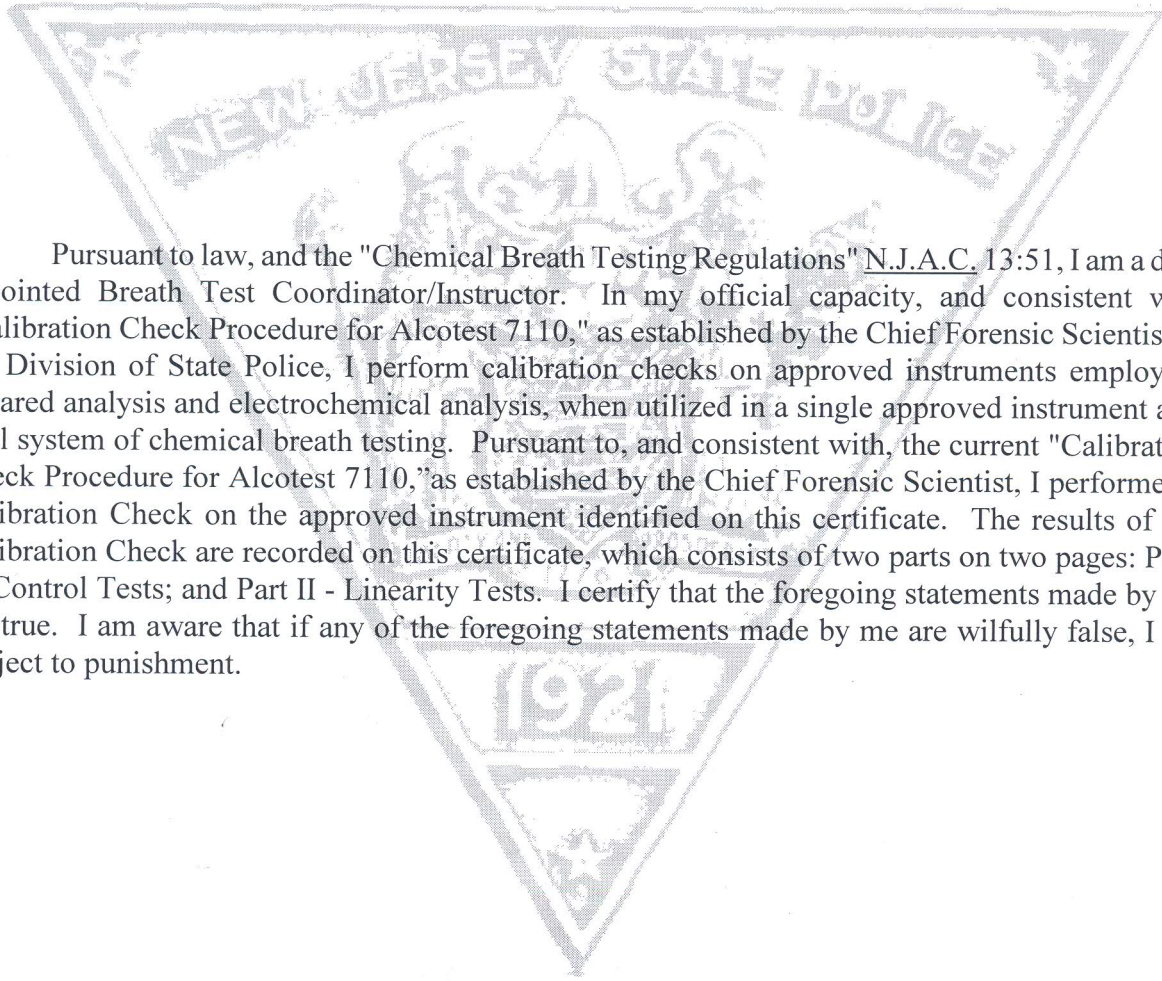 NEW JERSEY STATE POLICE
Pursuant to law, and the "Chemical Breath Testing Regulations" N.J.A.C. 13:51, I am a d
ointed Breath Test Coordinator/Instructor. In my official capacity, and consistent w
libration Check Procedure for Alcotest 7110," as established by the Chief Forensic Scientis
Division of State Police, I perform calibration checks on approved instruments employ
ared analysis and electrochemical analysis, when utilized in a single approved instrument a
l system of chemical breath testing. Pursuant to, and consistent with, the current "Calibrat
eck Procedure for Alcotest 7110,”as established by the Chief Forensic Scientist, I performe
ibration Check on the approved instrument identified on this certificate. The results of
ibration Check are recorded on this certificate, which consists of two parts on two pages: P
Control Tests; and Part II - Linearity Tests. I certify that the foregoing statements made by
true. I am aware that if any of the foregoing statements made by me are wilfully false, I
ject to punishment.
1921